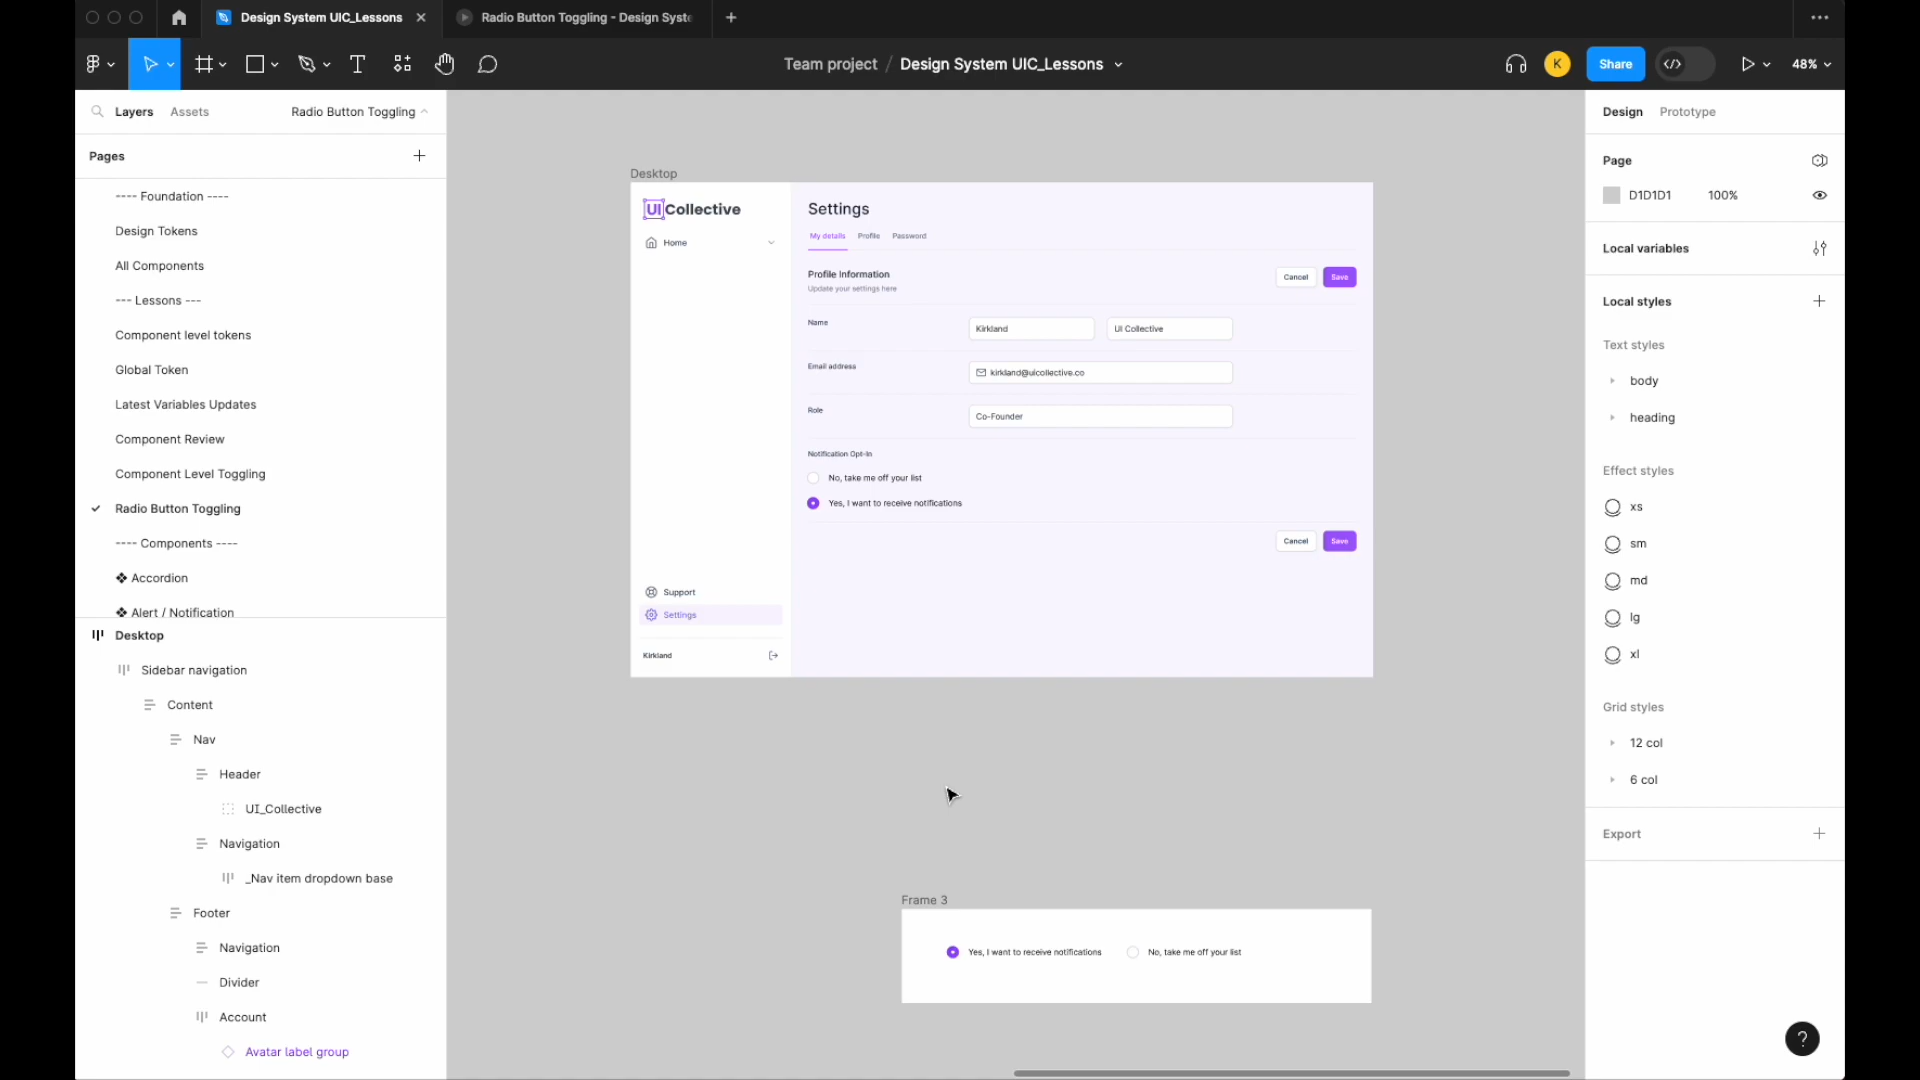 Design System UIC_Lessons
Radio Button Toggling - Design Syste
Team project / Design System UIC_Lessons
K
Share
48%
Layers
Assets
Radio Button Toggling
Pages
---- Foundation ----
Design Tokens
All Components
--- Lessons ---
Component level tokens
Global Token
Latest Variables Updates
Component Review
Component Level Toggling
Radio Button Toggling
---- Components ----
❖ Accordion
❖ Alert / Notification
Desktop
Sidebar navigation
Content
Nav
Header
UI_Collective
Navigation
_Nav item dropdown base
Footer
Navigation
Divider
Account
Avatar label group
Desktop
UICollective
Home
Support
Settings
Kirkland
Settings
My details
Profile
Password
Profile Information
Update your settings here
Cancel
Save
Name
Kirkland
UI Collective
Email address
kirkland@uicollective.co
Role
Co-Founder
Notification Opt-In
No, take me off your list
Yes, I want to receive notifications
Cancel
Save
Frame 3
Yes, I want to receive notifications
No, take me off your list
Design
Prototype
Page
D1D1D1
100%
Local variables
Local styles
Text styles
body
heading
Effect styles
xs
sm
md
lg
xl
Grid styles
12 col
6 col
Export
?